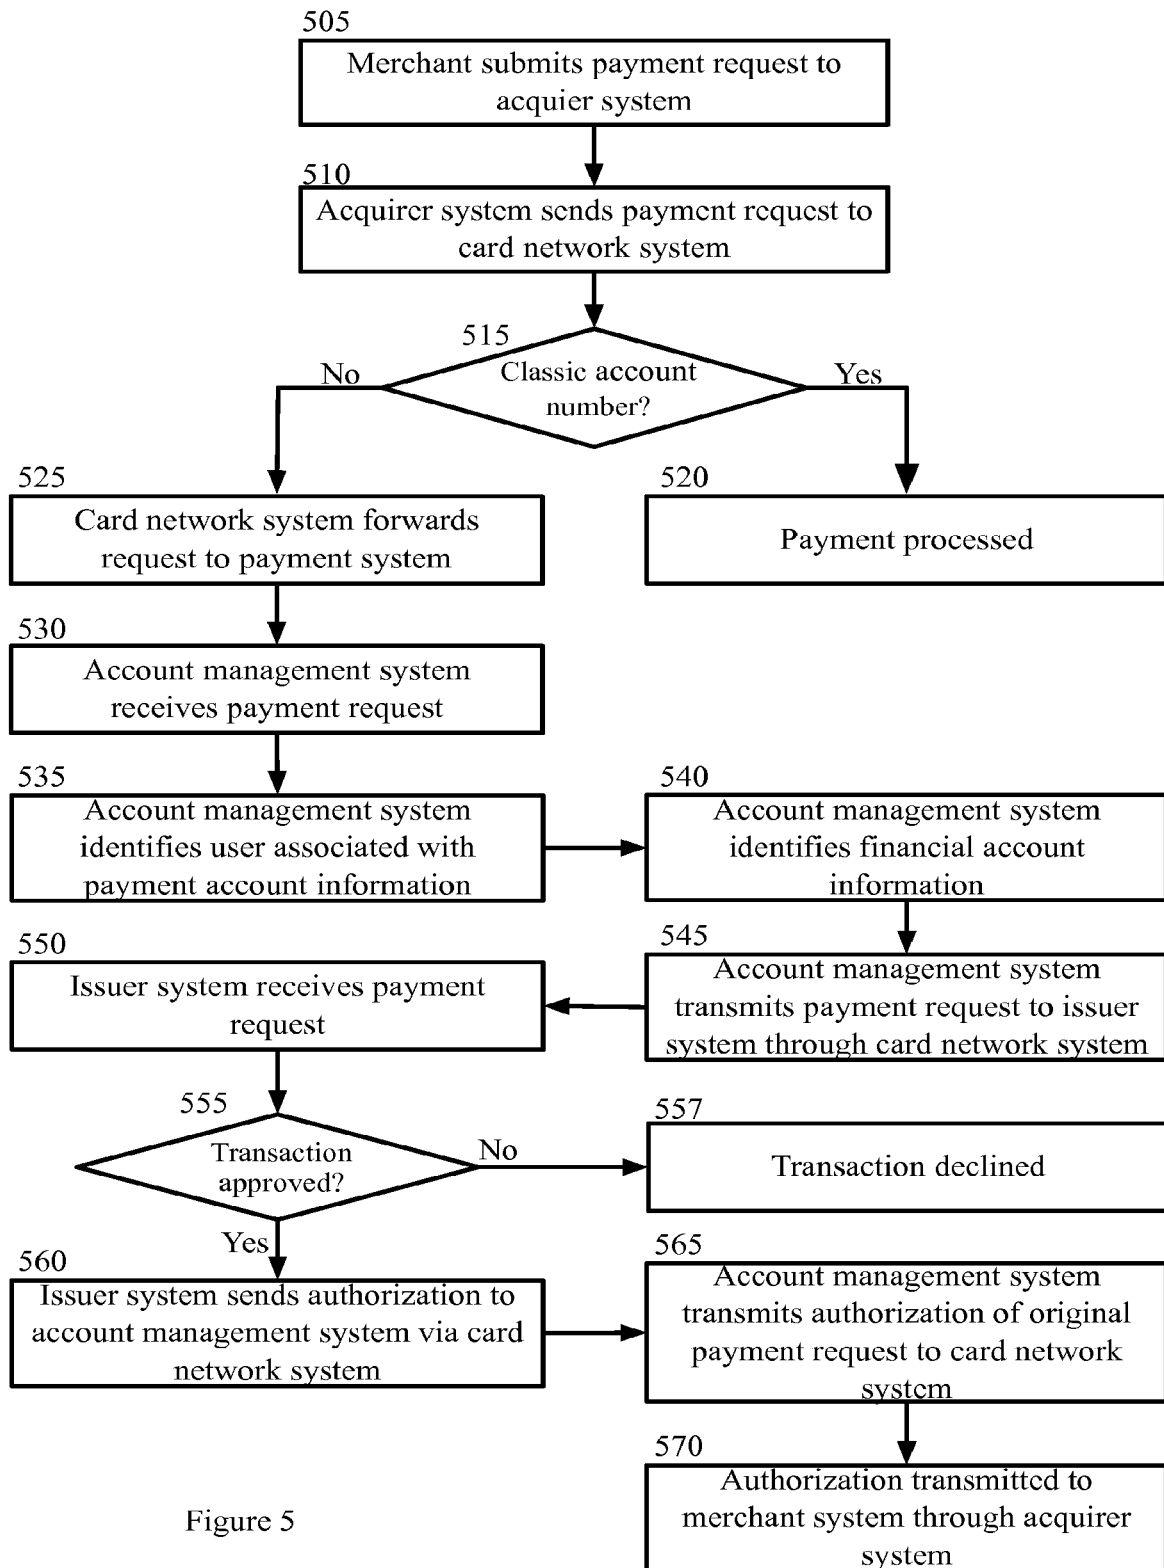 505
Merchant submits payment request to
acquier system
510
Acquirer system sends payment request to
card network system
515
Classic account
number?
No
Yes
525
Card network system forwards
request to payment system
520
Payment processed
530
Account management system
receives payment request
535
Account management system
identifies user associated with
payment account information
540
Account management system
identifies financial account
information
545
Account management system
transmits payment request to issuer
system through card network system
550
Issuer system receives payment
request
555
Transaction
approved?
No
557
Transaction declined
Yes
560
Issuer system sends authorization to
account management system via card
network system
565
Account management system
transmits authorization of original
payment request to card network
system
570
Authorization transmitted to
merchant system through acquirer
system
Figure 5